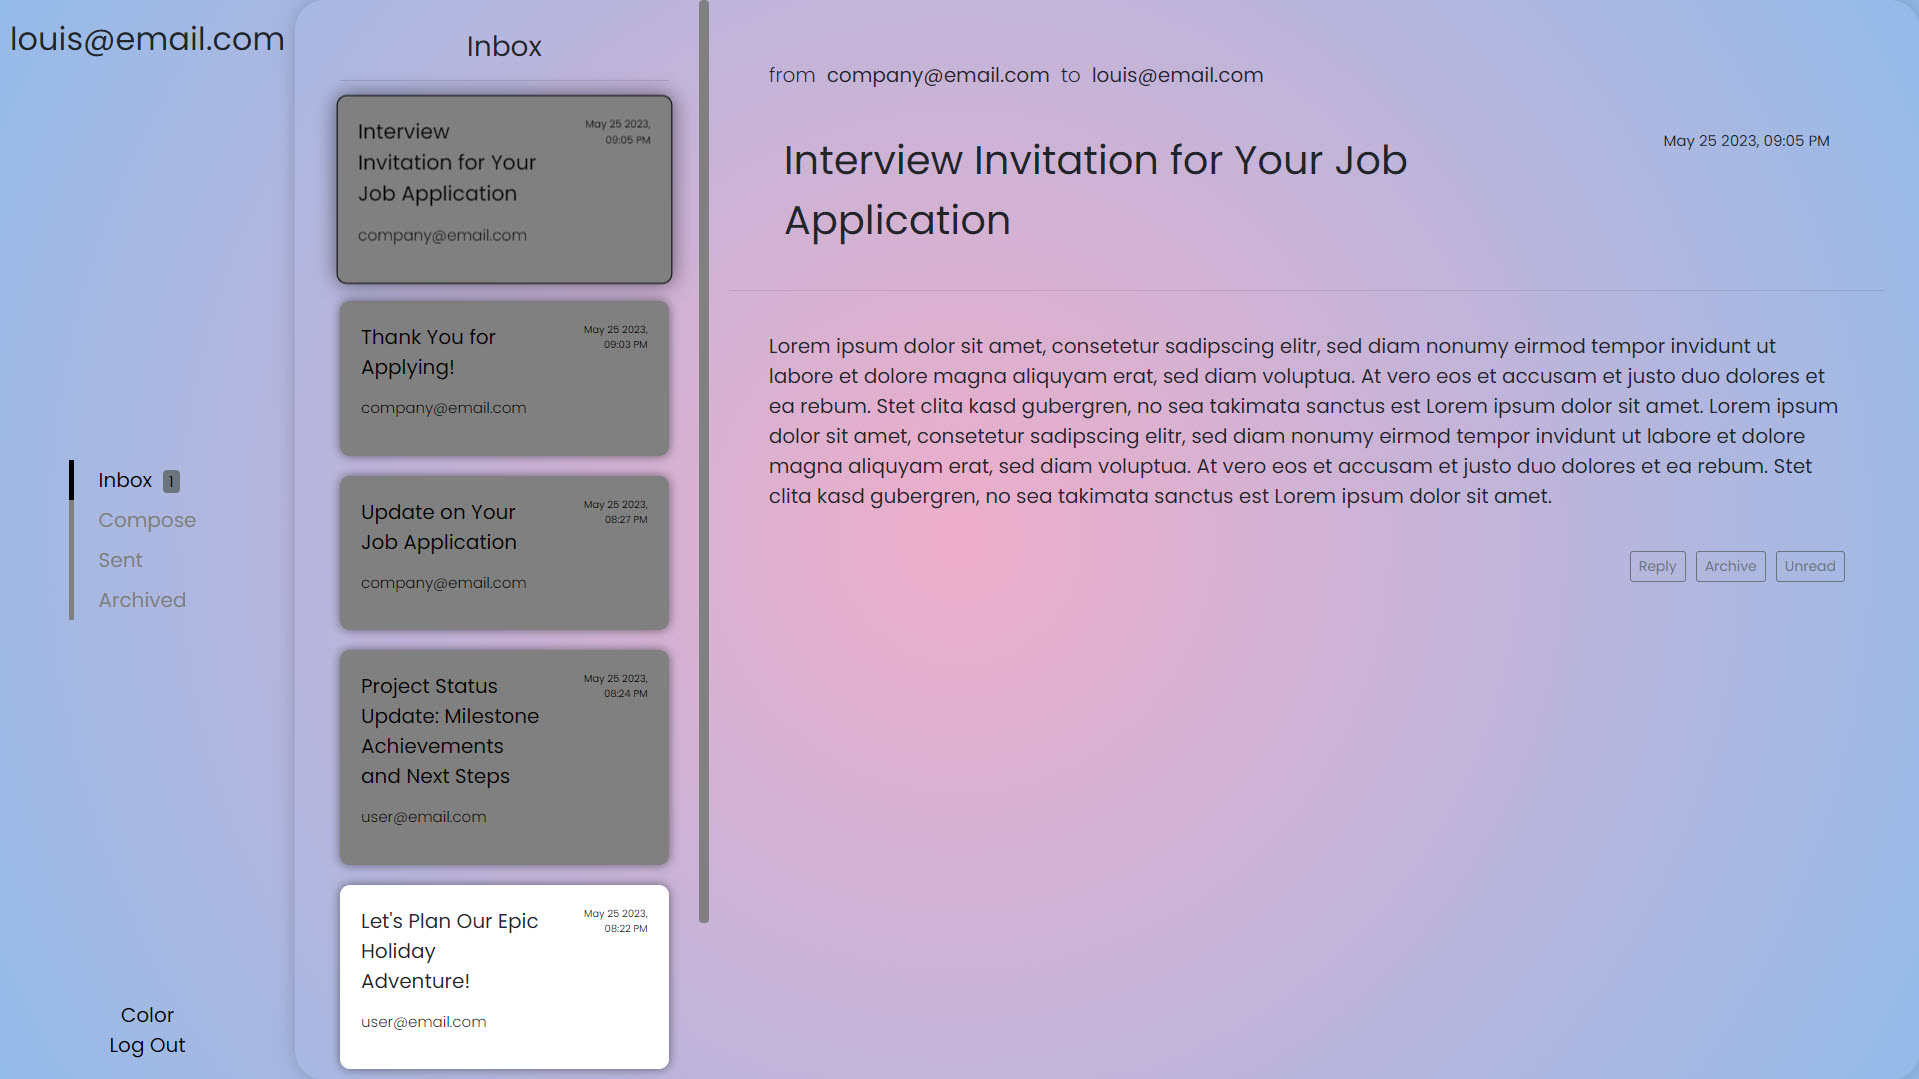 louis@email.com
Inbox 1
Compose
Sent
Archived
Color
Log Out
Inbox
Interview
Invitation for Your
Job Application
May 25 2023,
09:05 PM
company@email.com
Thank You for
Applying!
May 25 2023,
09:03 PM
company@email.com
Update on Your
Job Application
May 25 2023,
08:27 PM
company@email.com
Project Status
Update: Milestone
Achievements
and Next Steps
May 25 2023,
08:24 PM
user@email.com
Let's Plan Our Epic
Holiday
Adventure!
May 25 2023,
08:22 PM
user@email.com
from company@email.com to louis@email.com
Interview Invitation for Your Job
Application
May 25 2023, 09:05 PM
Lorem ipsum dolor sit amet, consetetur sadipscing elitr, sed diam nonumy eirmod tempor invidunt ut
labore et dolore magna aliquyam erat, sed diam voluptua. At vero eos et accusam et justo duo dolores et
ea rebum. Stet clita kasd gubergren, no sea takimata sanctus est Lorem ipsum dolor sit amet. Lorem ipsum
dolor sit amet, consetetur sadipscing elitr, sed diam nonumy eirmod tempor invidunt ut labore et dolore
magna aliquyam erat, sed diam voluptua. At vero eos et accusam et justo duo dolores et ea rebum. Stet
clita kasd gubergren, no sea takimata sanctus est Lorem ipsum dolor sit amet.
Reply
Archive
Unread